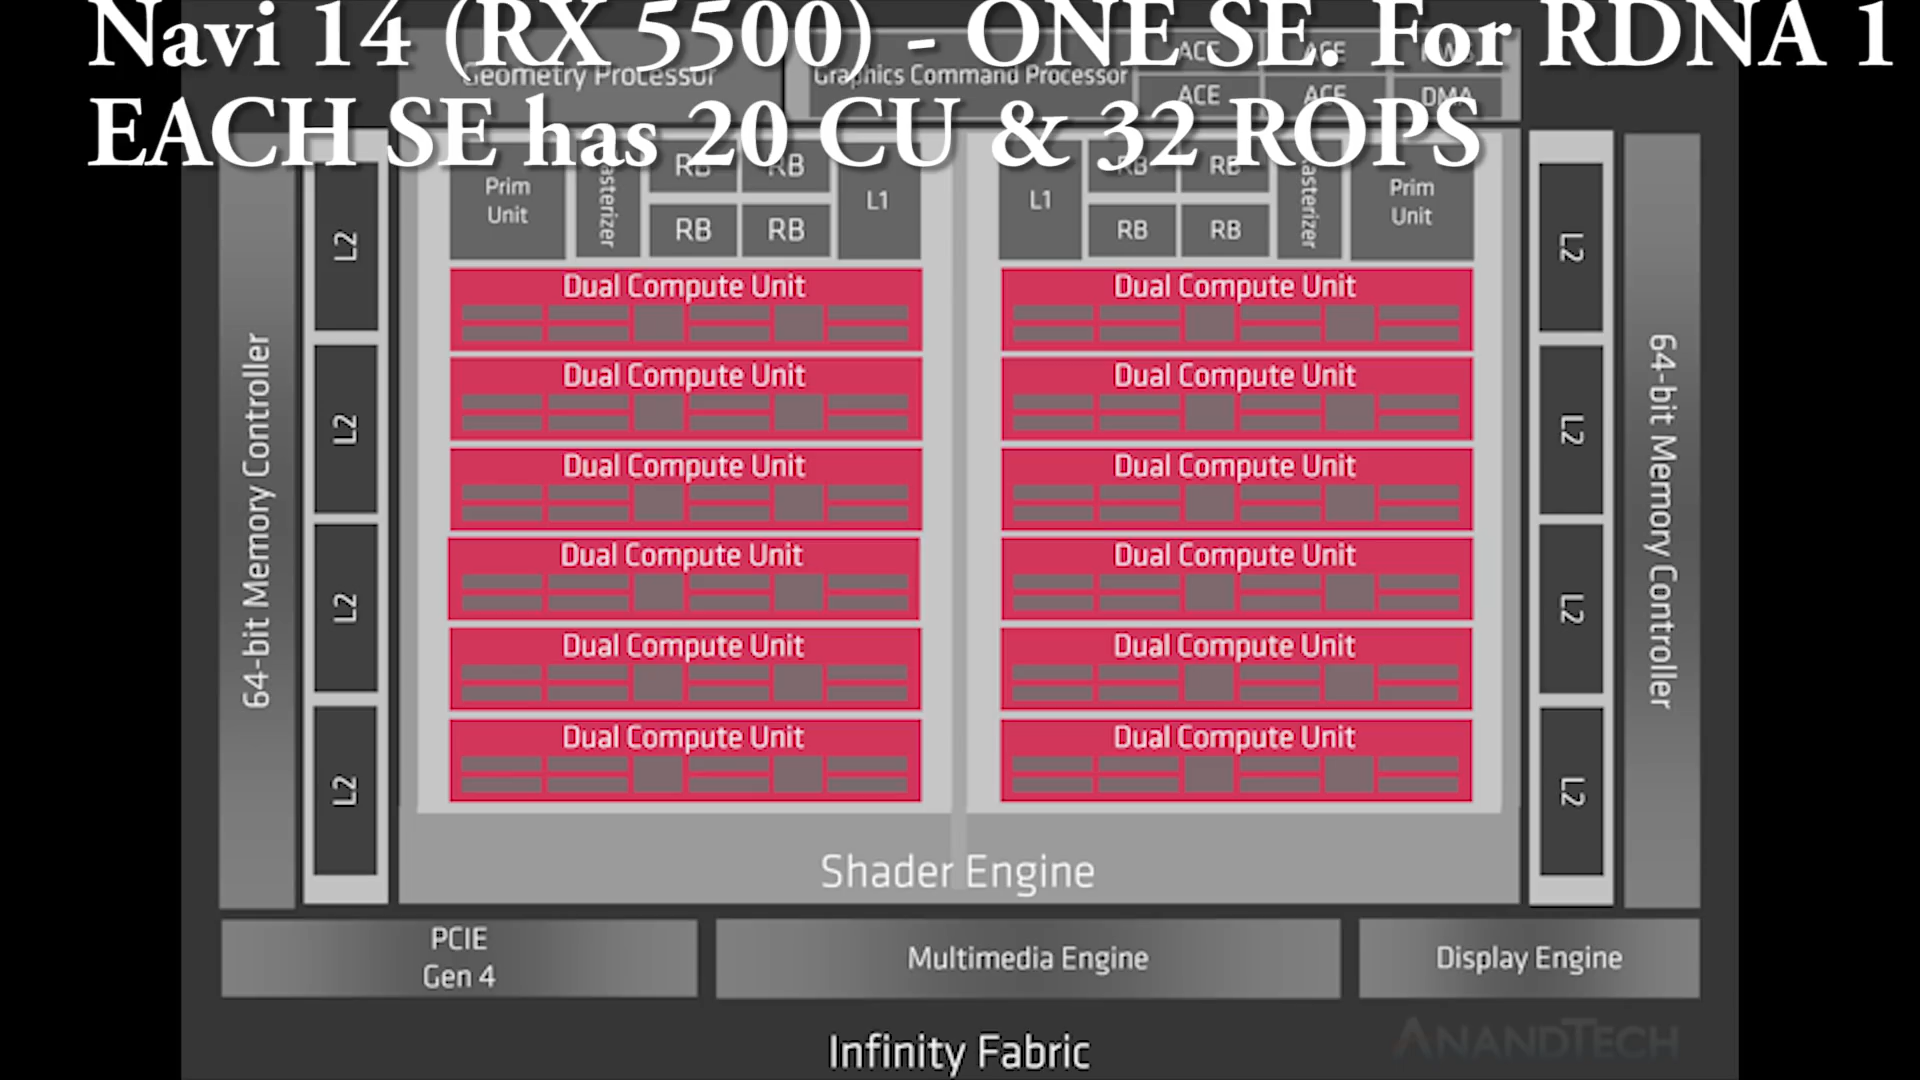 Navi 14 (RX 5500) - ONE SE. For RDNA 1
EACH SE has 20 CU & 32 ROPS
Geometry Processor
Graphics Command Processor
ACE ACE
ACE ACE DMA
Prim
Unit
RB RB
RB RB
L1
L1
RB RB
RB RB
Prim
Unit
64-bit Memory Controller
L2
L2
L2
L2
Dual Compute Unit
Dual Compute Unit
Dual Compute Unit
Dual Compute Unit
Dual Compute Unit
Dual Compute Unit
Dual Compute Unit
Dual Compute Unit
Dual Compute Unit
Dual Compute Unit
Dual Compute Unit
Dual Compute Unit
L2
L2
L2
L2
64-bit Memory Controller
Shader Engine
PCIE
Gen 4
Multimedia Engine
Display Engine
Infinity Fabric
ANANDTECH